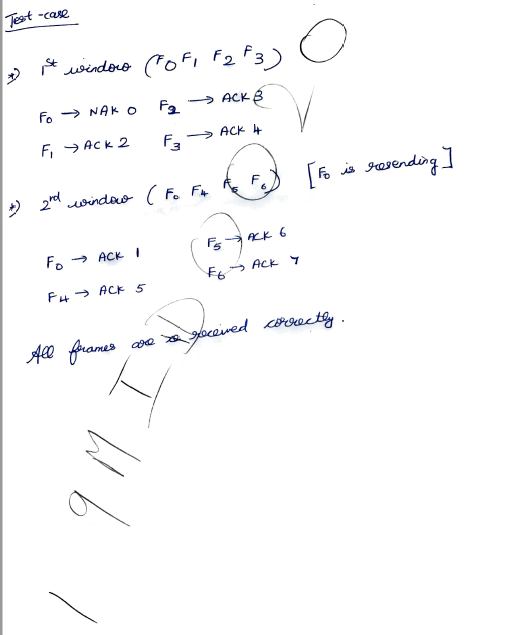 Test-case
*) 1st window (F0 F1 F2 F3)
F0 → NAK 0 F2 → ACK 3
F1 → ACK 2 F3 → ACK 4
*) 2nd window (F0 F4 F5 F6) [F0 is resending]
F0 → ACK 1 F5 → ACK 6
F4 → ACK 5 F6 → ACK 7
All frames are received correctly.